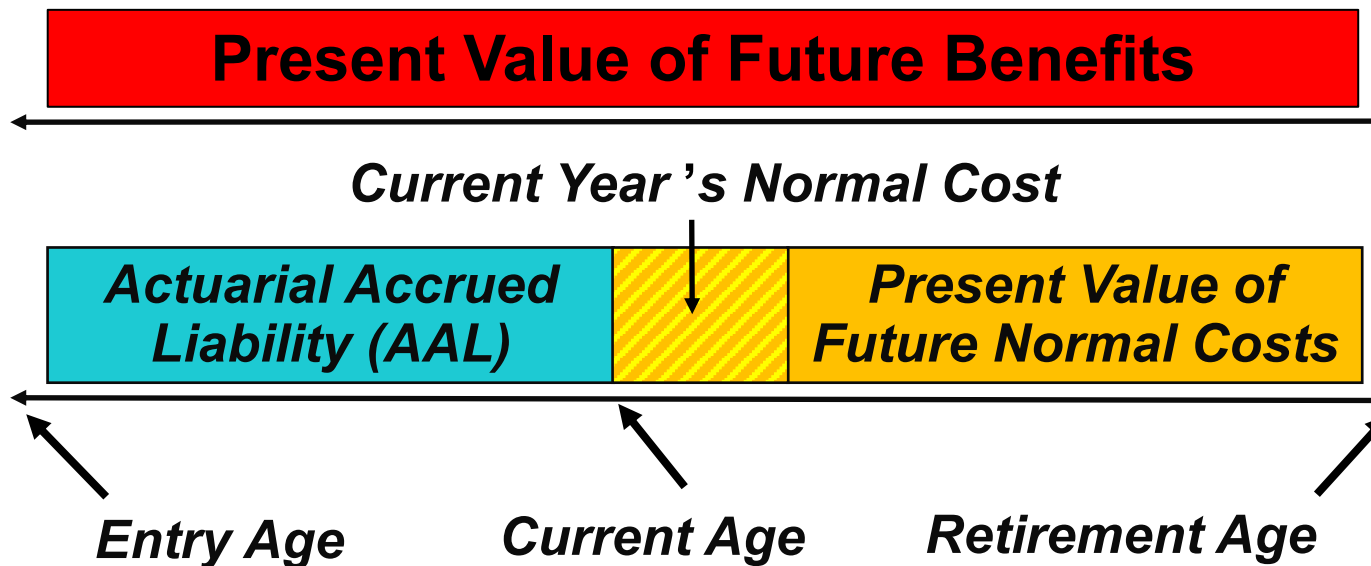 Present Value of Future Benefits
Current Year ’s Normal Cost
Actuarial Accrued
Liability (AAL)
Present Value of
Future Normal Costs
Entry Age
Current Age
Retirement Age